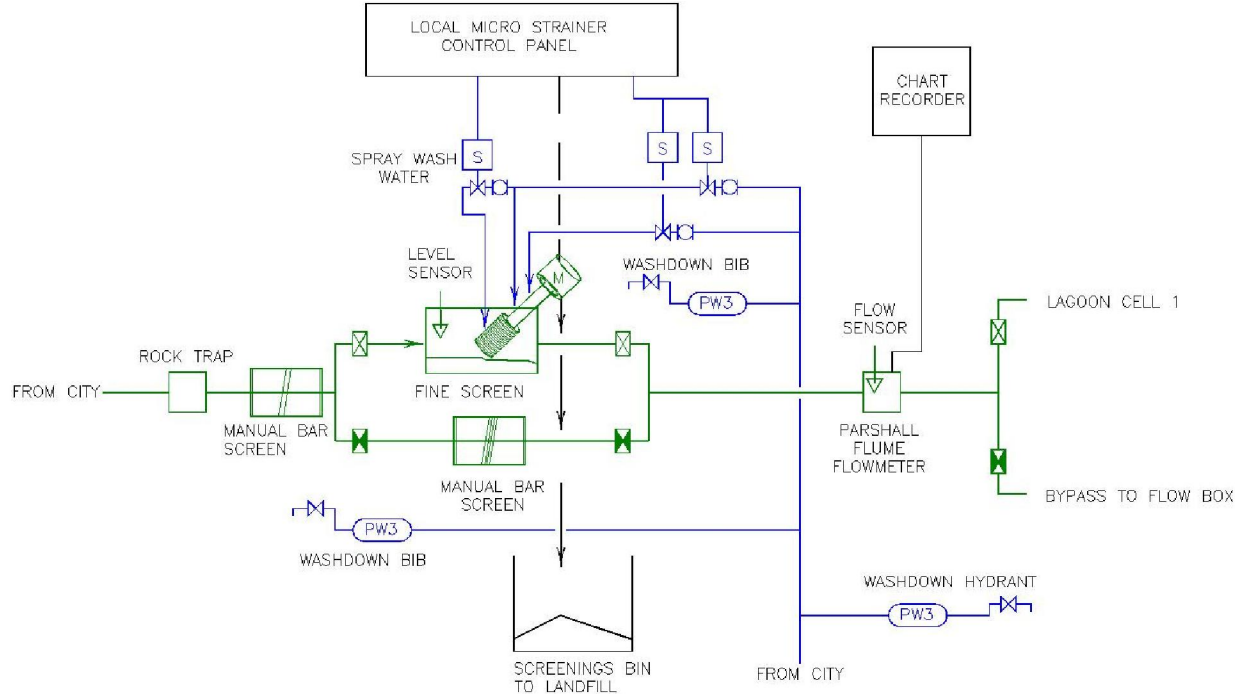 LOCAL MICRO STRAINER
CONTROL PANEL
CHART
RECORDER
S
S
S
SPRAY WASH
WATER
LEVEL
SENSOR
M
WASHDOWN BIB
PW3
FLOW
SENSOR
LAGOON CELL 1
ROCK TRAP
FROM CITY
FINE SCREEN
MANUAL BAR
SCREEN
PARSHALL
FLUME
FLOWMETER
MANUAL BAR
SCREEN
BYPASS TO FLOW BOX
PW3
WASHDOWN BIB
WASHDOWN HYDRANT
PW3
SCREENINGS BIN
TO LANDFILL
FROM CITY